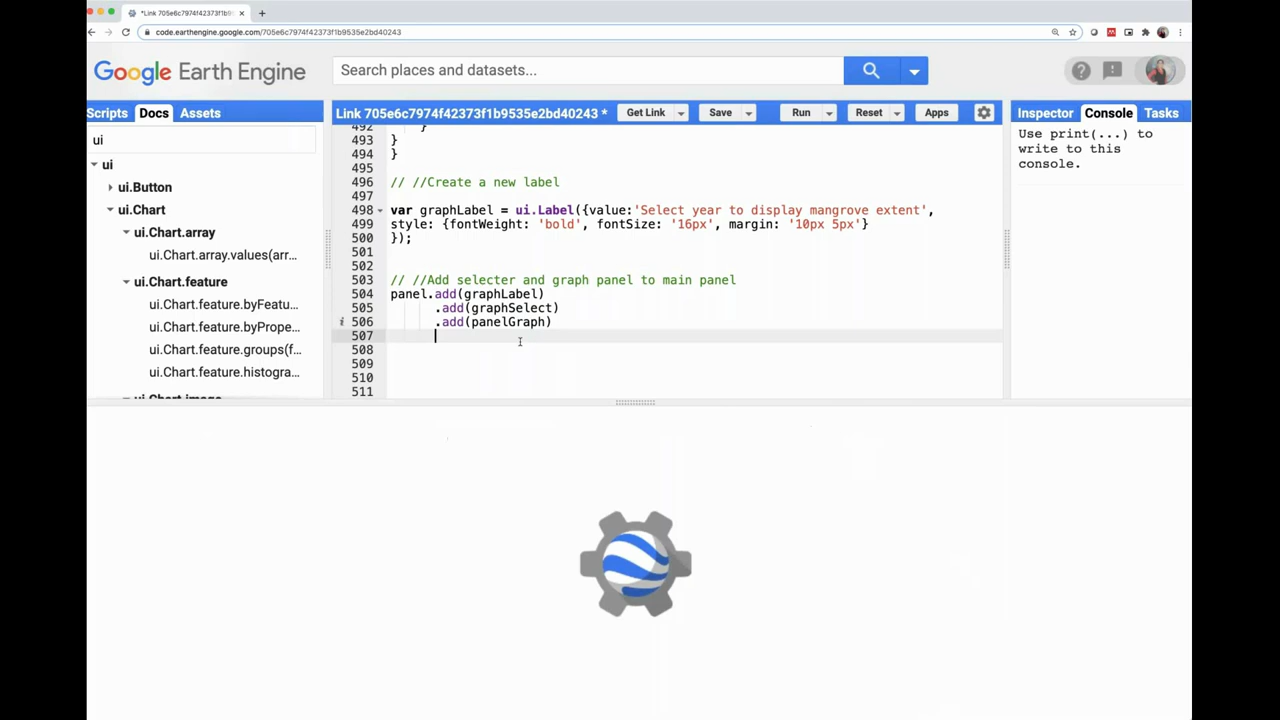 *Link 705e6c7974f42373f1b9535e2bd
code.earthengine.google.com/705e6c7974f42373f1b9535e2bd40243
Google Earth Engine
Search places and datasets...
Scripts Docs Assets
Link 705e6c7974f42373f1b9535e2bd40243 *
Get Link Save Run Reset Apps
Inspector Console Tasks
ui
ui
ui.Button
ui.Chart
ui.Chart.array
ui.Chart.array.values(arr...
ui.Chart.feature
ui.Chart.feature.byFeatu...
ui.Chart.feature.byPrope...
ui.Chart.feature.groups(f...
ui.Chart.feature.histogra...
ui.Chart.image
492 }
493 }
494 }
495
496 // //Create a new label
497
498 var graphLabel = ui.Label({value:'Select year to display mangrove extent',
499 style: {fontWeight: 'bold', fontSize: '16px', margin: '10px 5px'}
500 });
501
502
503 // //Add selecter and graph panel to main panel
504 panel.add(graphLabel)
505 .add(graphSelect)
i 506 .add(panelGraph)
507
508
509
510
511
Use print(...) to
write to this
console.